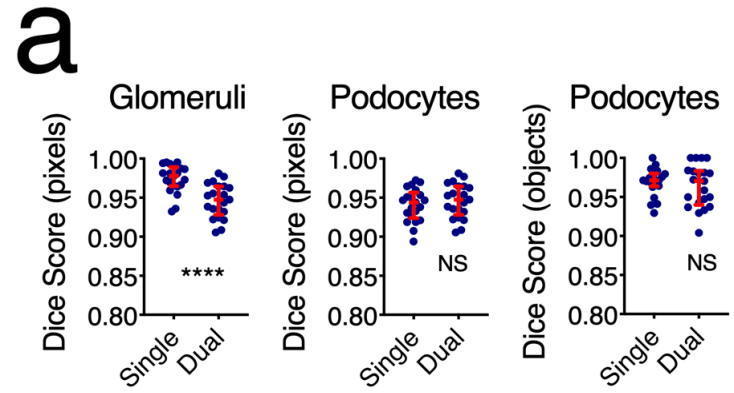 a
Glomeruli
Dice Score (pixels)
1.00
0.95
0.90
0.85
0.80
****
Single
Dual
Podocytes
Dice Score (pixels)
1.00
0.95
0.90
0.85
0.80
NS
Single
Dual
Podocytes
Dice Score (objects)
1.00
0.95
0.90
0.85
0.80
NS
Single
Dual